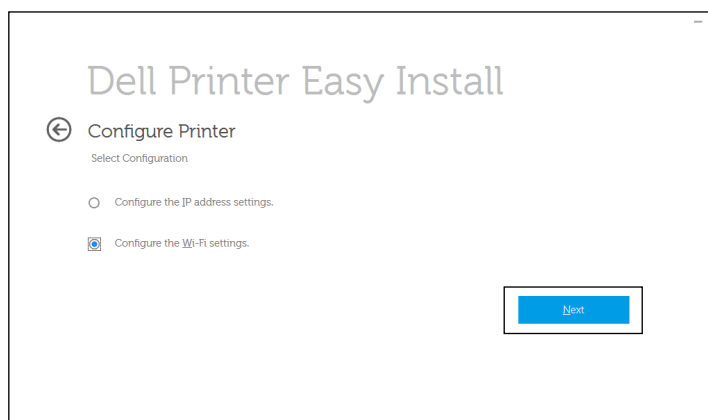 Dell Printer Easy Install
Configure Printer
Select Configuration
Configure the IP address settings.
Configure the Wi-Fi settings.
Next